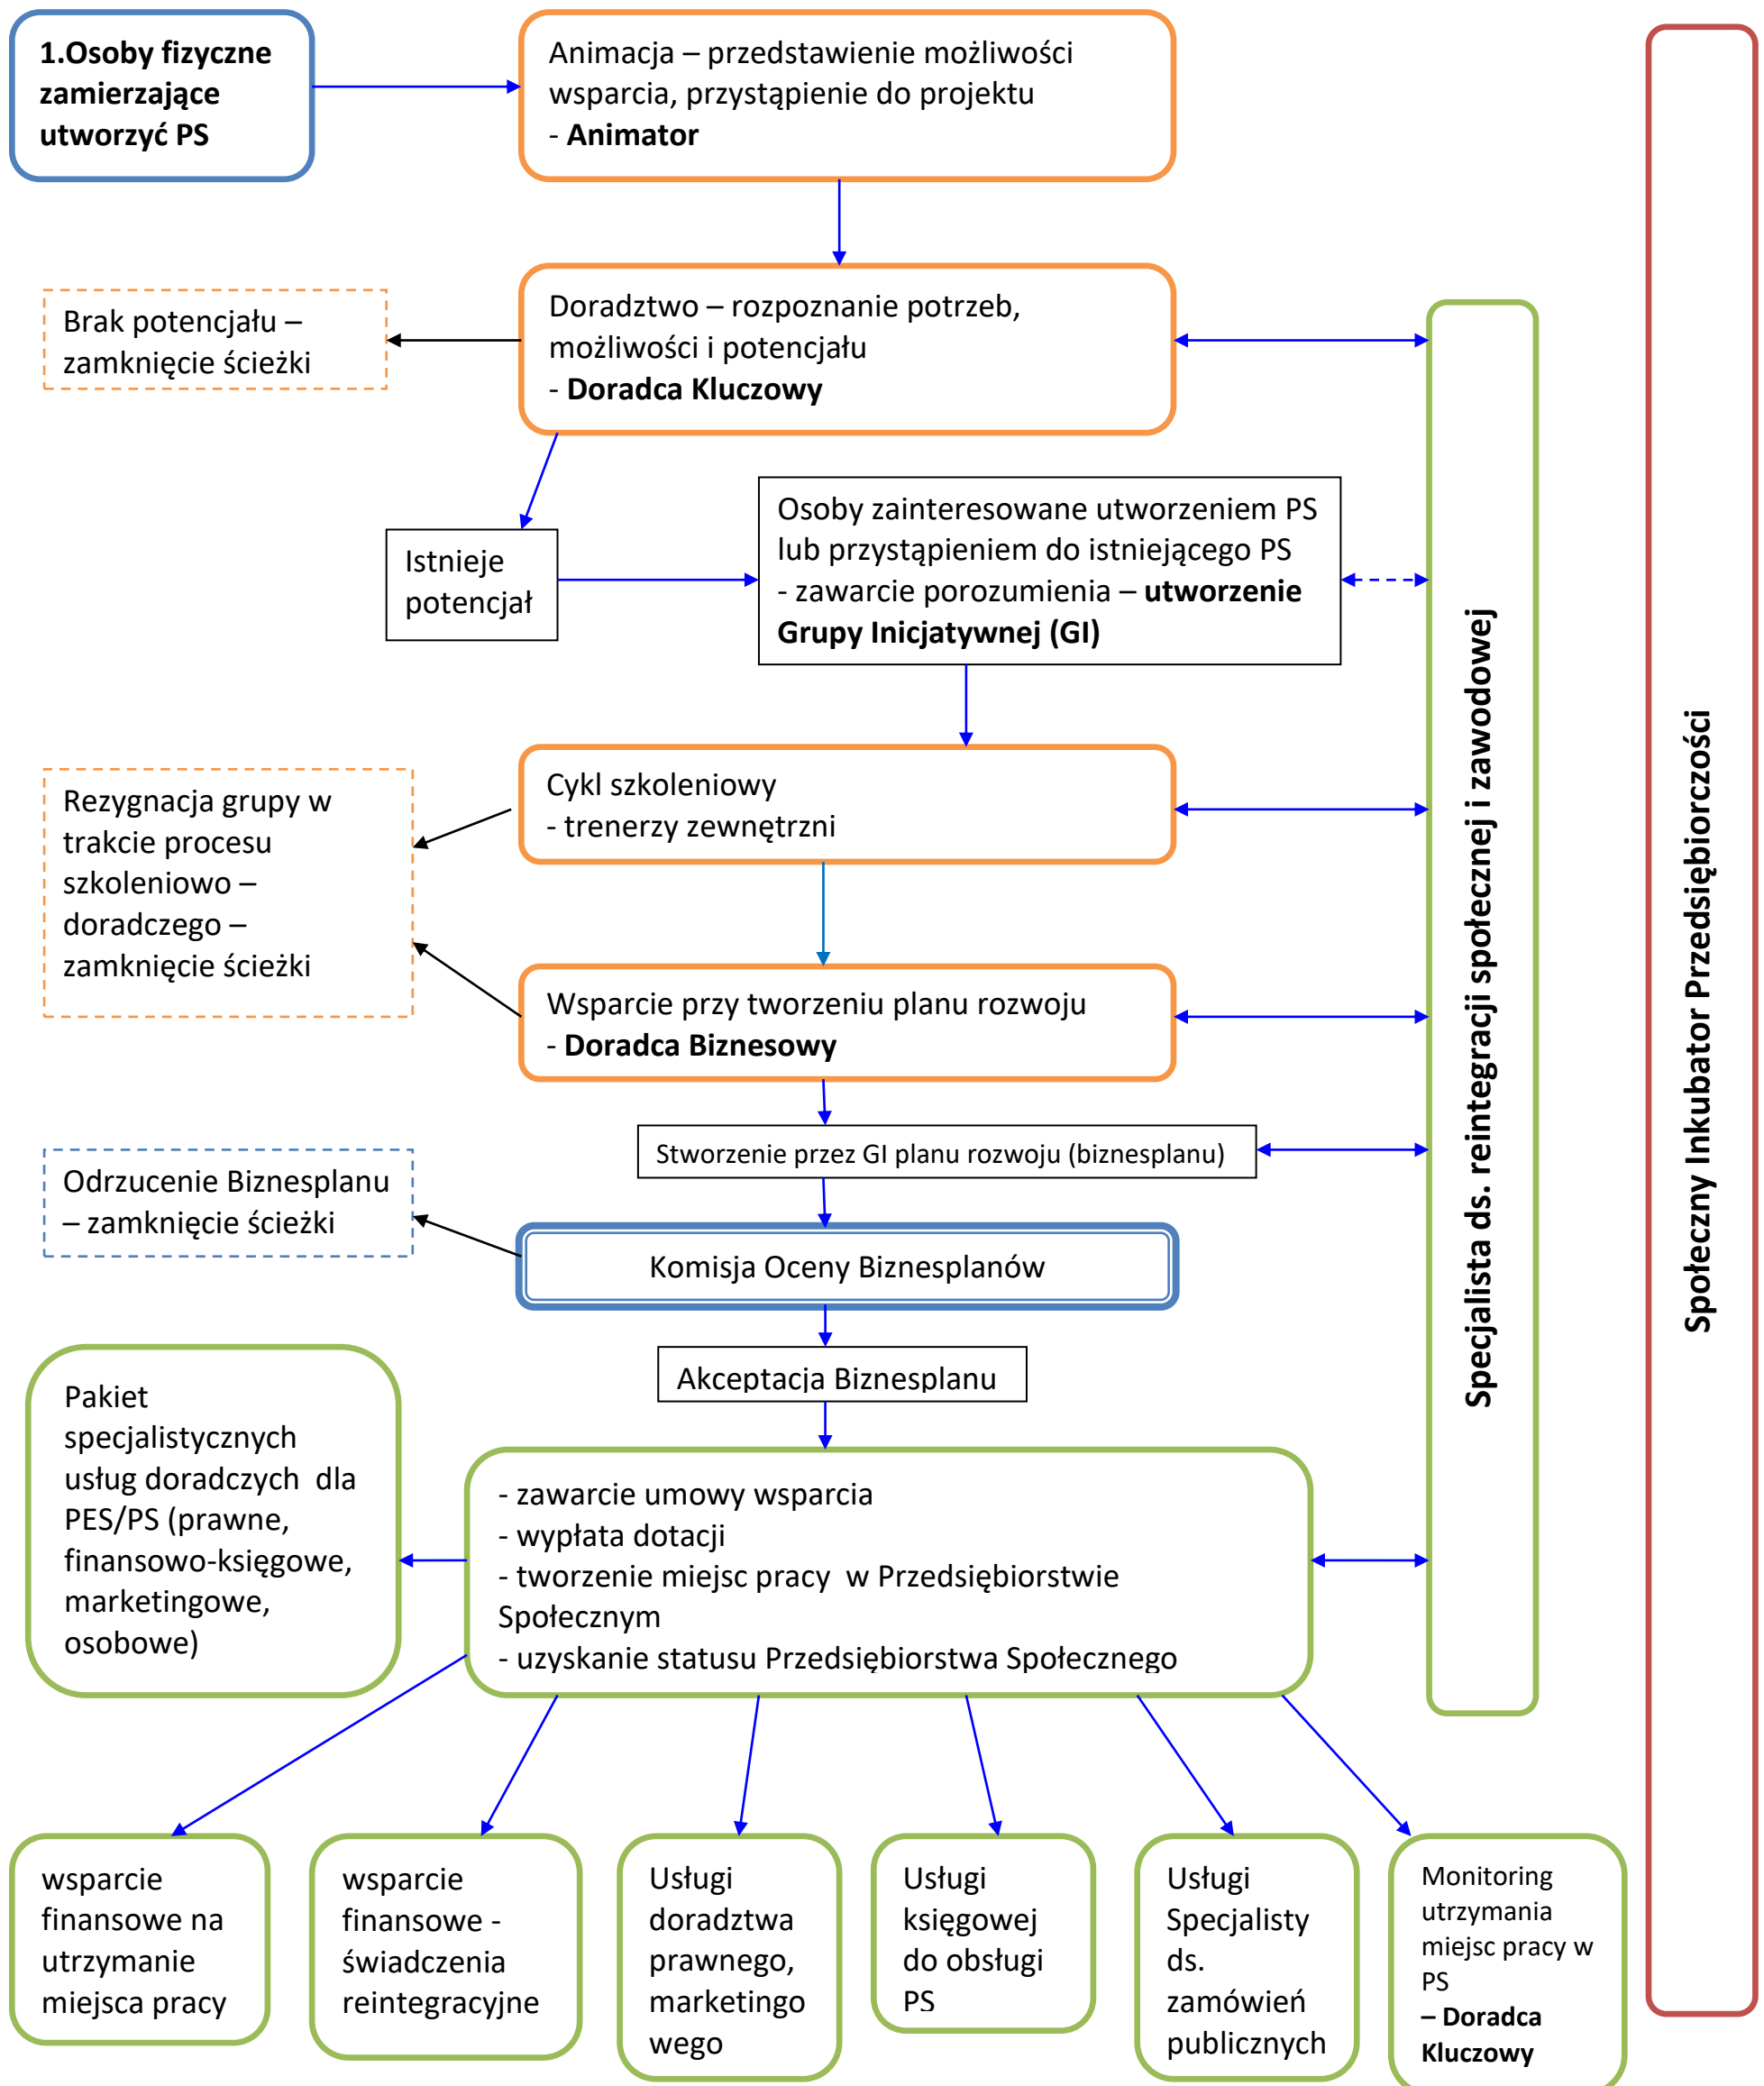 1.Osoby fizyczne
zamierzające
utworzyć PS
Animacja – przedstawienie możliwości
wsparcia, przystąpienie do projektu
- Animator
Doradztwo – rozpoznanie potrzeb,
możliwości i potencjału
- Doradca Kluczowy
Brak potencjału –
zamknięcie ścieżki
Istnieje
potencjał
Osoby zainteresowane utworzeniem PS
lub przystąpieniem do istniejącego PS
- zawarcie porozumienia – utworzenie
Grupy Inicjatywnej (GI)
Cykl szkoleniowy
- trenerzy zewnętrzni
Rezygnacja grupy w
trakcie procesu
szkoleniowo –
doradczego –
zamknięcie ścieżki
Wsparcie przy tworzeniu planu rozwoju
- Doradca Biznesowy
Stworzenie przez GI planu rozwoju (biznesplanu)
Odrzucenie Biznesplanu
– zamknięcie ścieżki
Komisja Oceny Biznesplanów
Akceptacja Biznesplanu
Pakiet
specjalistycznych
usług doradczych dla
PES/PS (prawne,
finansowo-księgowe,
marketingowe,
osobowe)
- zawarcie umowy wsparcia
- wypłata dotacji
- tworzenie miejsc pracy w Przedsiębiorstwie
Społecznym
- uzyskanie statusu Przedsiębiorstwa Społecznego
Specjalista ds. reintegracji społecznej i zawodowej
Społeczny Inkubator Przedsiębiorczości
wsparcie
finansowe na
utrzymanie
miejsca pracy
wsparcie
finansowe -
świadczenia
reintegracyjne
Usługi
doradztwa
prawnego,
marketingo
wego
Usługi
księgowej
do obsługi
PS
Usługi
Specjalisty
ds.
zamówień
publicznych
Monitoring
utrzymania
miejsc pracy w
PS
– Doradca
Kluczowy